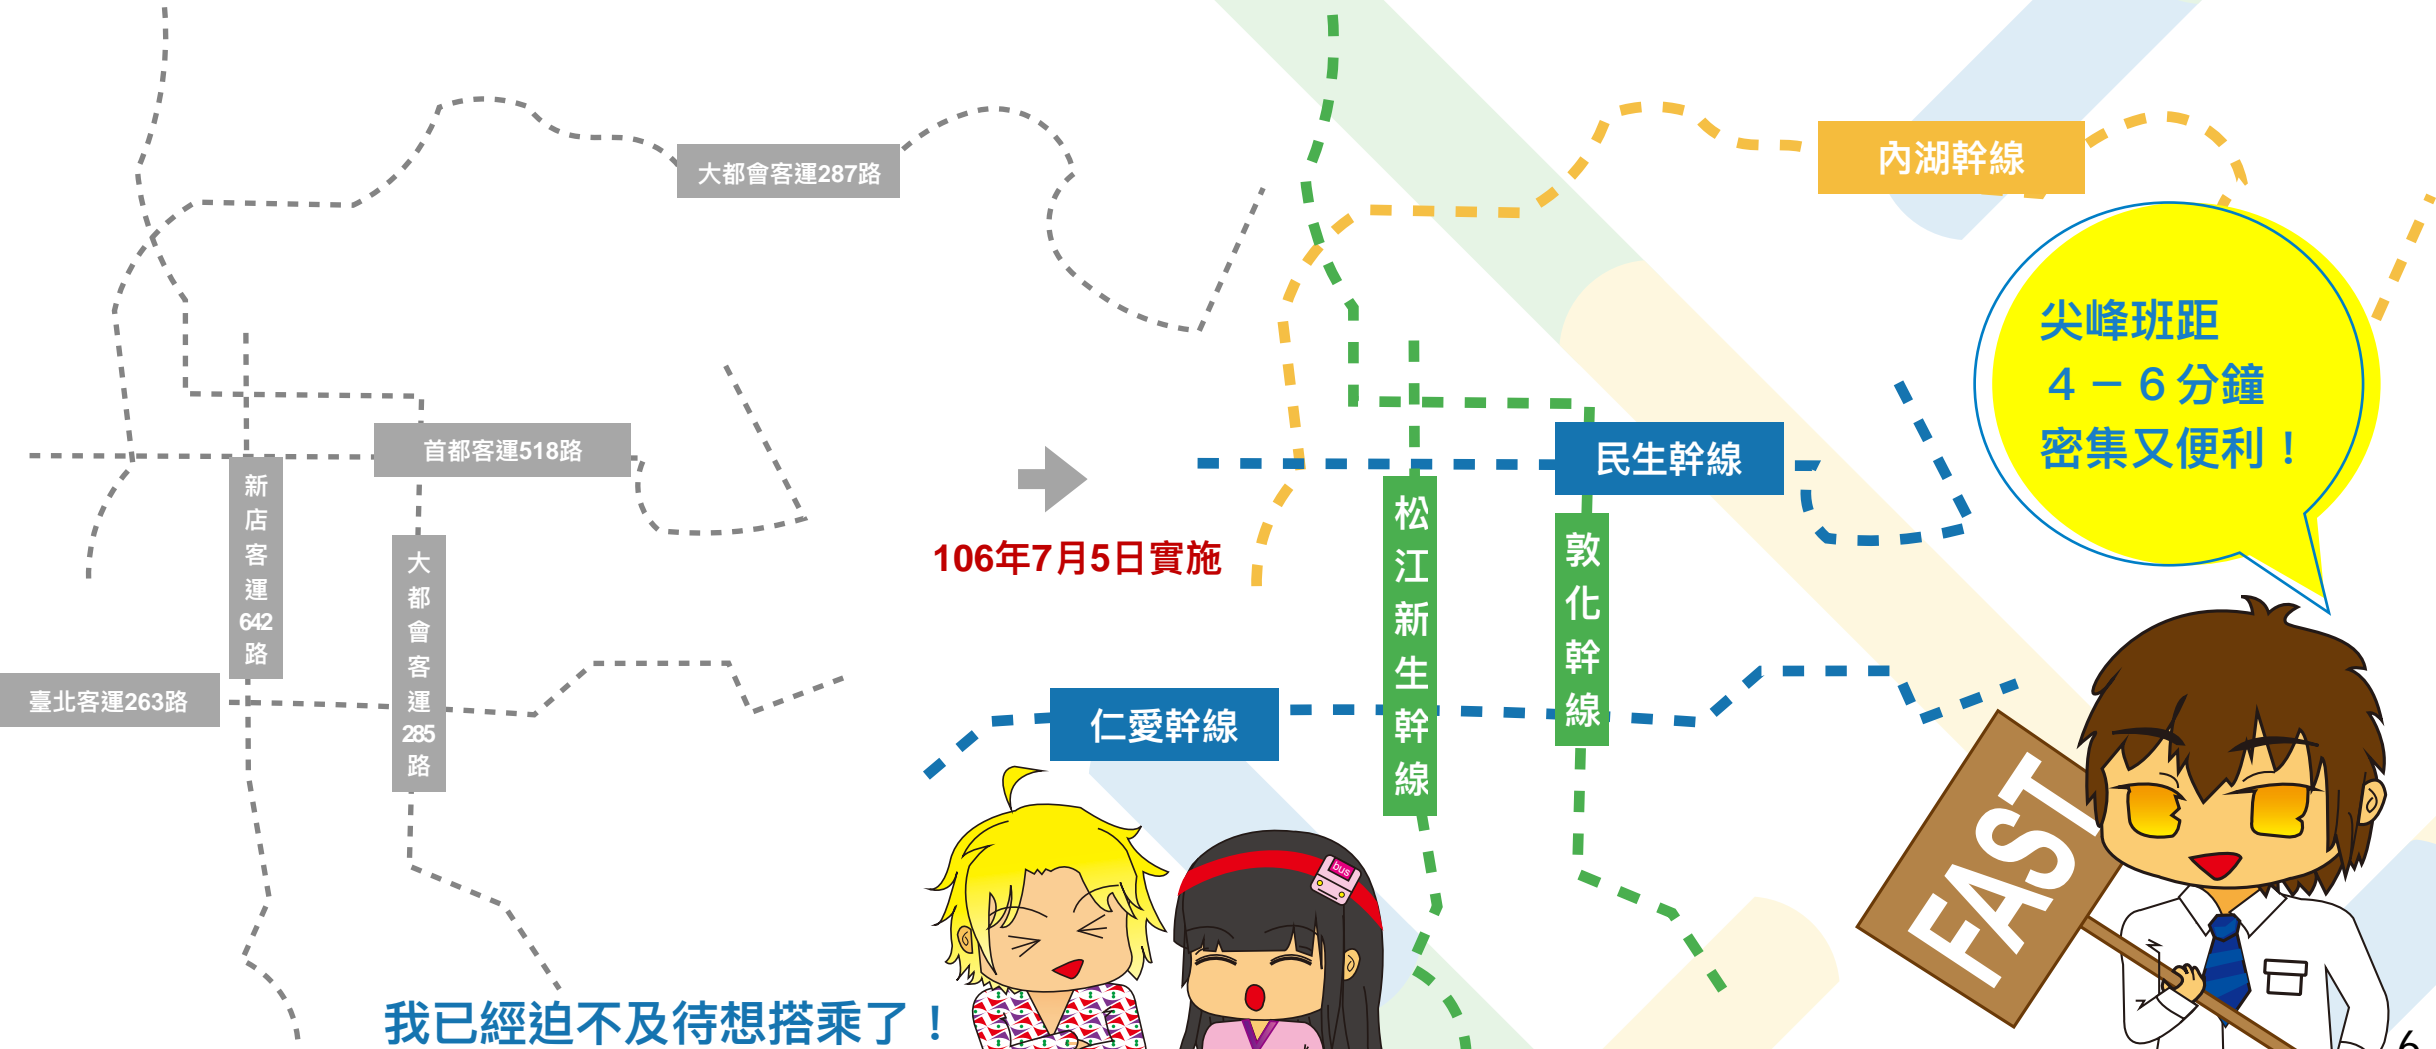 大都會客運287路
首都客運518路
新店客運642路
大都會客運285路
臺北客運263路
106年7月5日實施
內湖幹線
民生幹線
松江新生幹線
敦化幹線
仁愛幹線
尖峰班距
4－6分鐘
密集又便利！
我已經迫不及待想搭乘了！
bus
FAST
6